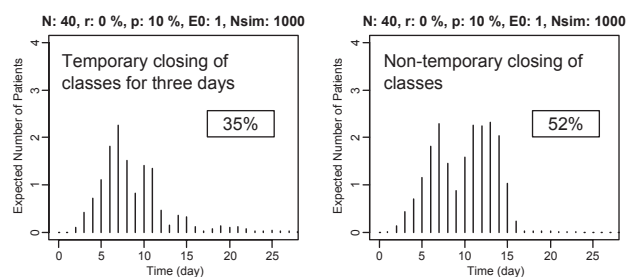 N: 40, r: 0 %, p: 10 %, E0: 1, Nsim: 1000
Expected Number of Patients
4
3
2
1
0
Temporary closing of
classes for three days
35%
0 5 10 15 20 25
Time (day)
N: 40, r: 0 %, p: 10 %, E0: 1, Nsim: 1000
Expected Number of Patients
4
3
2
1
0
Non-temporary closing of
classes
52%
0 5 10 15 20 25
Time (day)